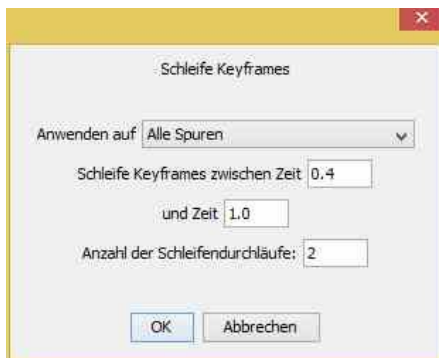 Schleife Keyframes
Anwenden auf Alle Spuren
Schleife Keyframes zwischen Zeit 0.4
und Zeit 1.0
Anzahl der Schleifendurchläufe: 2
OK Abbrechen